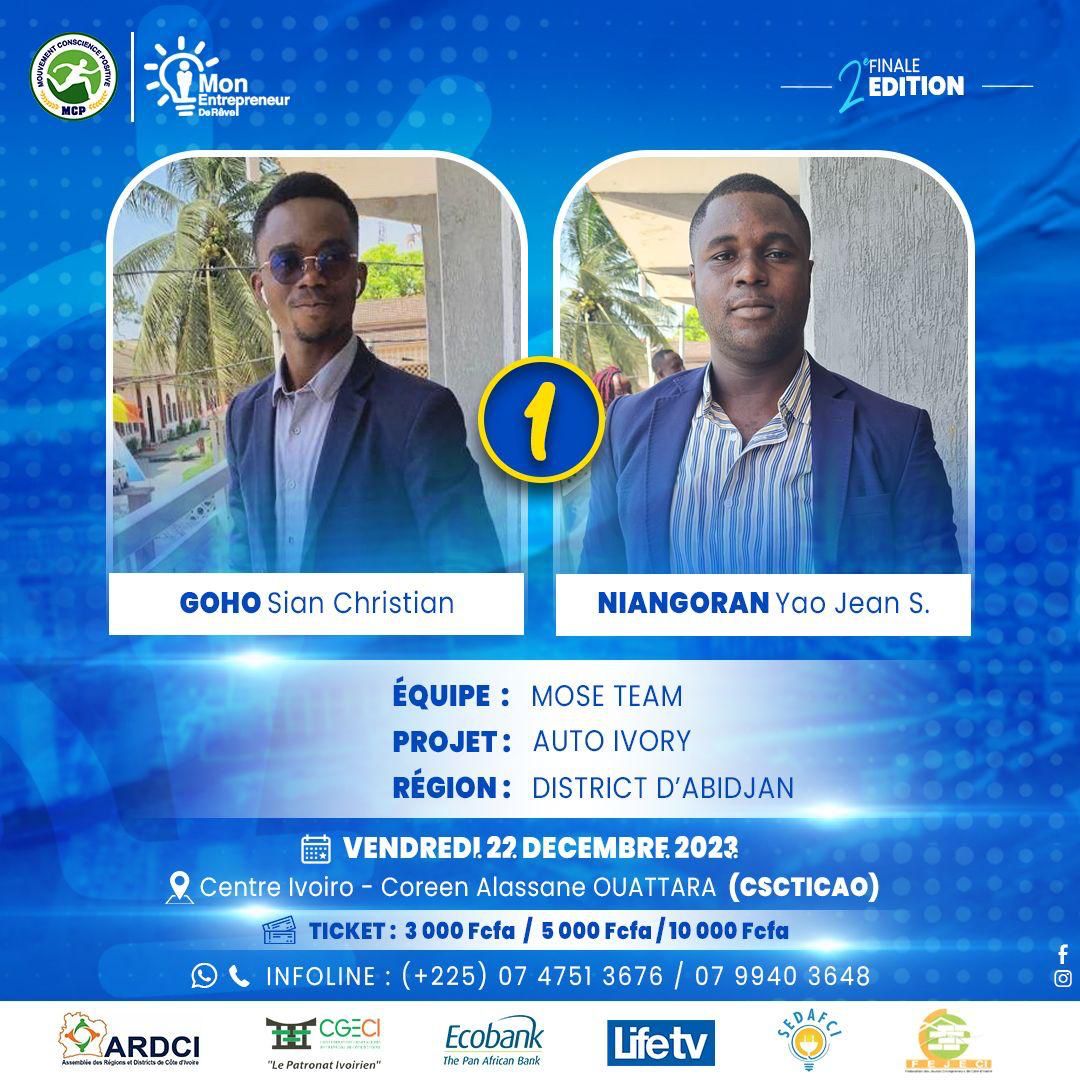 MOUVEMENT CONSCIENCE POSITIVE
MCP
Mon
Entrepreneur
De Rêve!
2e FINALE
EDITION
1
GOHO Sian Christian
NIANGORAN Yao Jean S.
ÉQUIPE : MOSE TEAM
PROJET : AUTO IVORY
RÉGION : DISTRICT D'ABIDJAN
VENDREDI 22 DECEMBRE 2023
Centre Ivoiro - Coreen Alassane OUATTARA (CSCTICAO)
TICKET : 3 000 Fcfa / 5 000 Fcfa / 10 000 Fcfa
INFOLINE : (+225) 07 4751 3676 / 07 9940 3648
ARDCI
Assemblée des Régions et Districts de Côte d'Ivoire
CGECI
"Le Patronat Ivoirien"
Ecobank
The Pan African Bank
Life tv
SEDAFCI
FEJECI